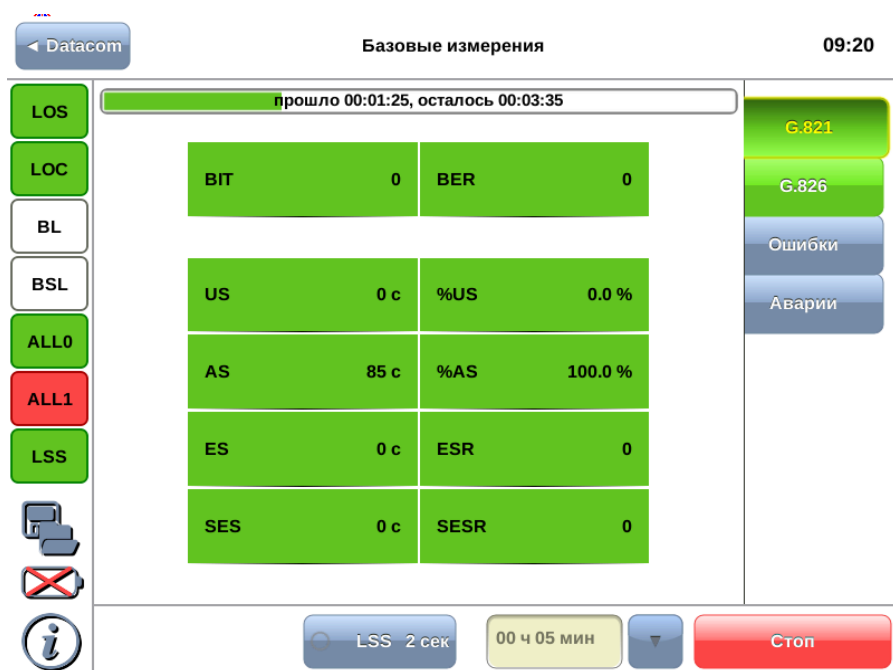 ◄ Datacom
Базовые измерения
09:20
LOS
LOC
BL
BSL
ALL0
ALL1
LSS
прошло 00:01:25, осталось 00:03:35
BIT 0 BER 0
US 0 с %US 0.0 %
AS 85 с %AS 100.0 %
ES 0 с ESR 0
SES 0 с SESR 0
G.821
G.826
Ошибки
Аварии
i
LSS 2 сек
00 ч 05 мин
▼
Стоп